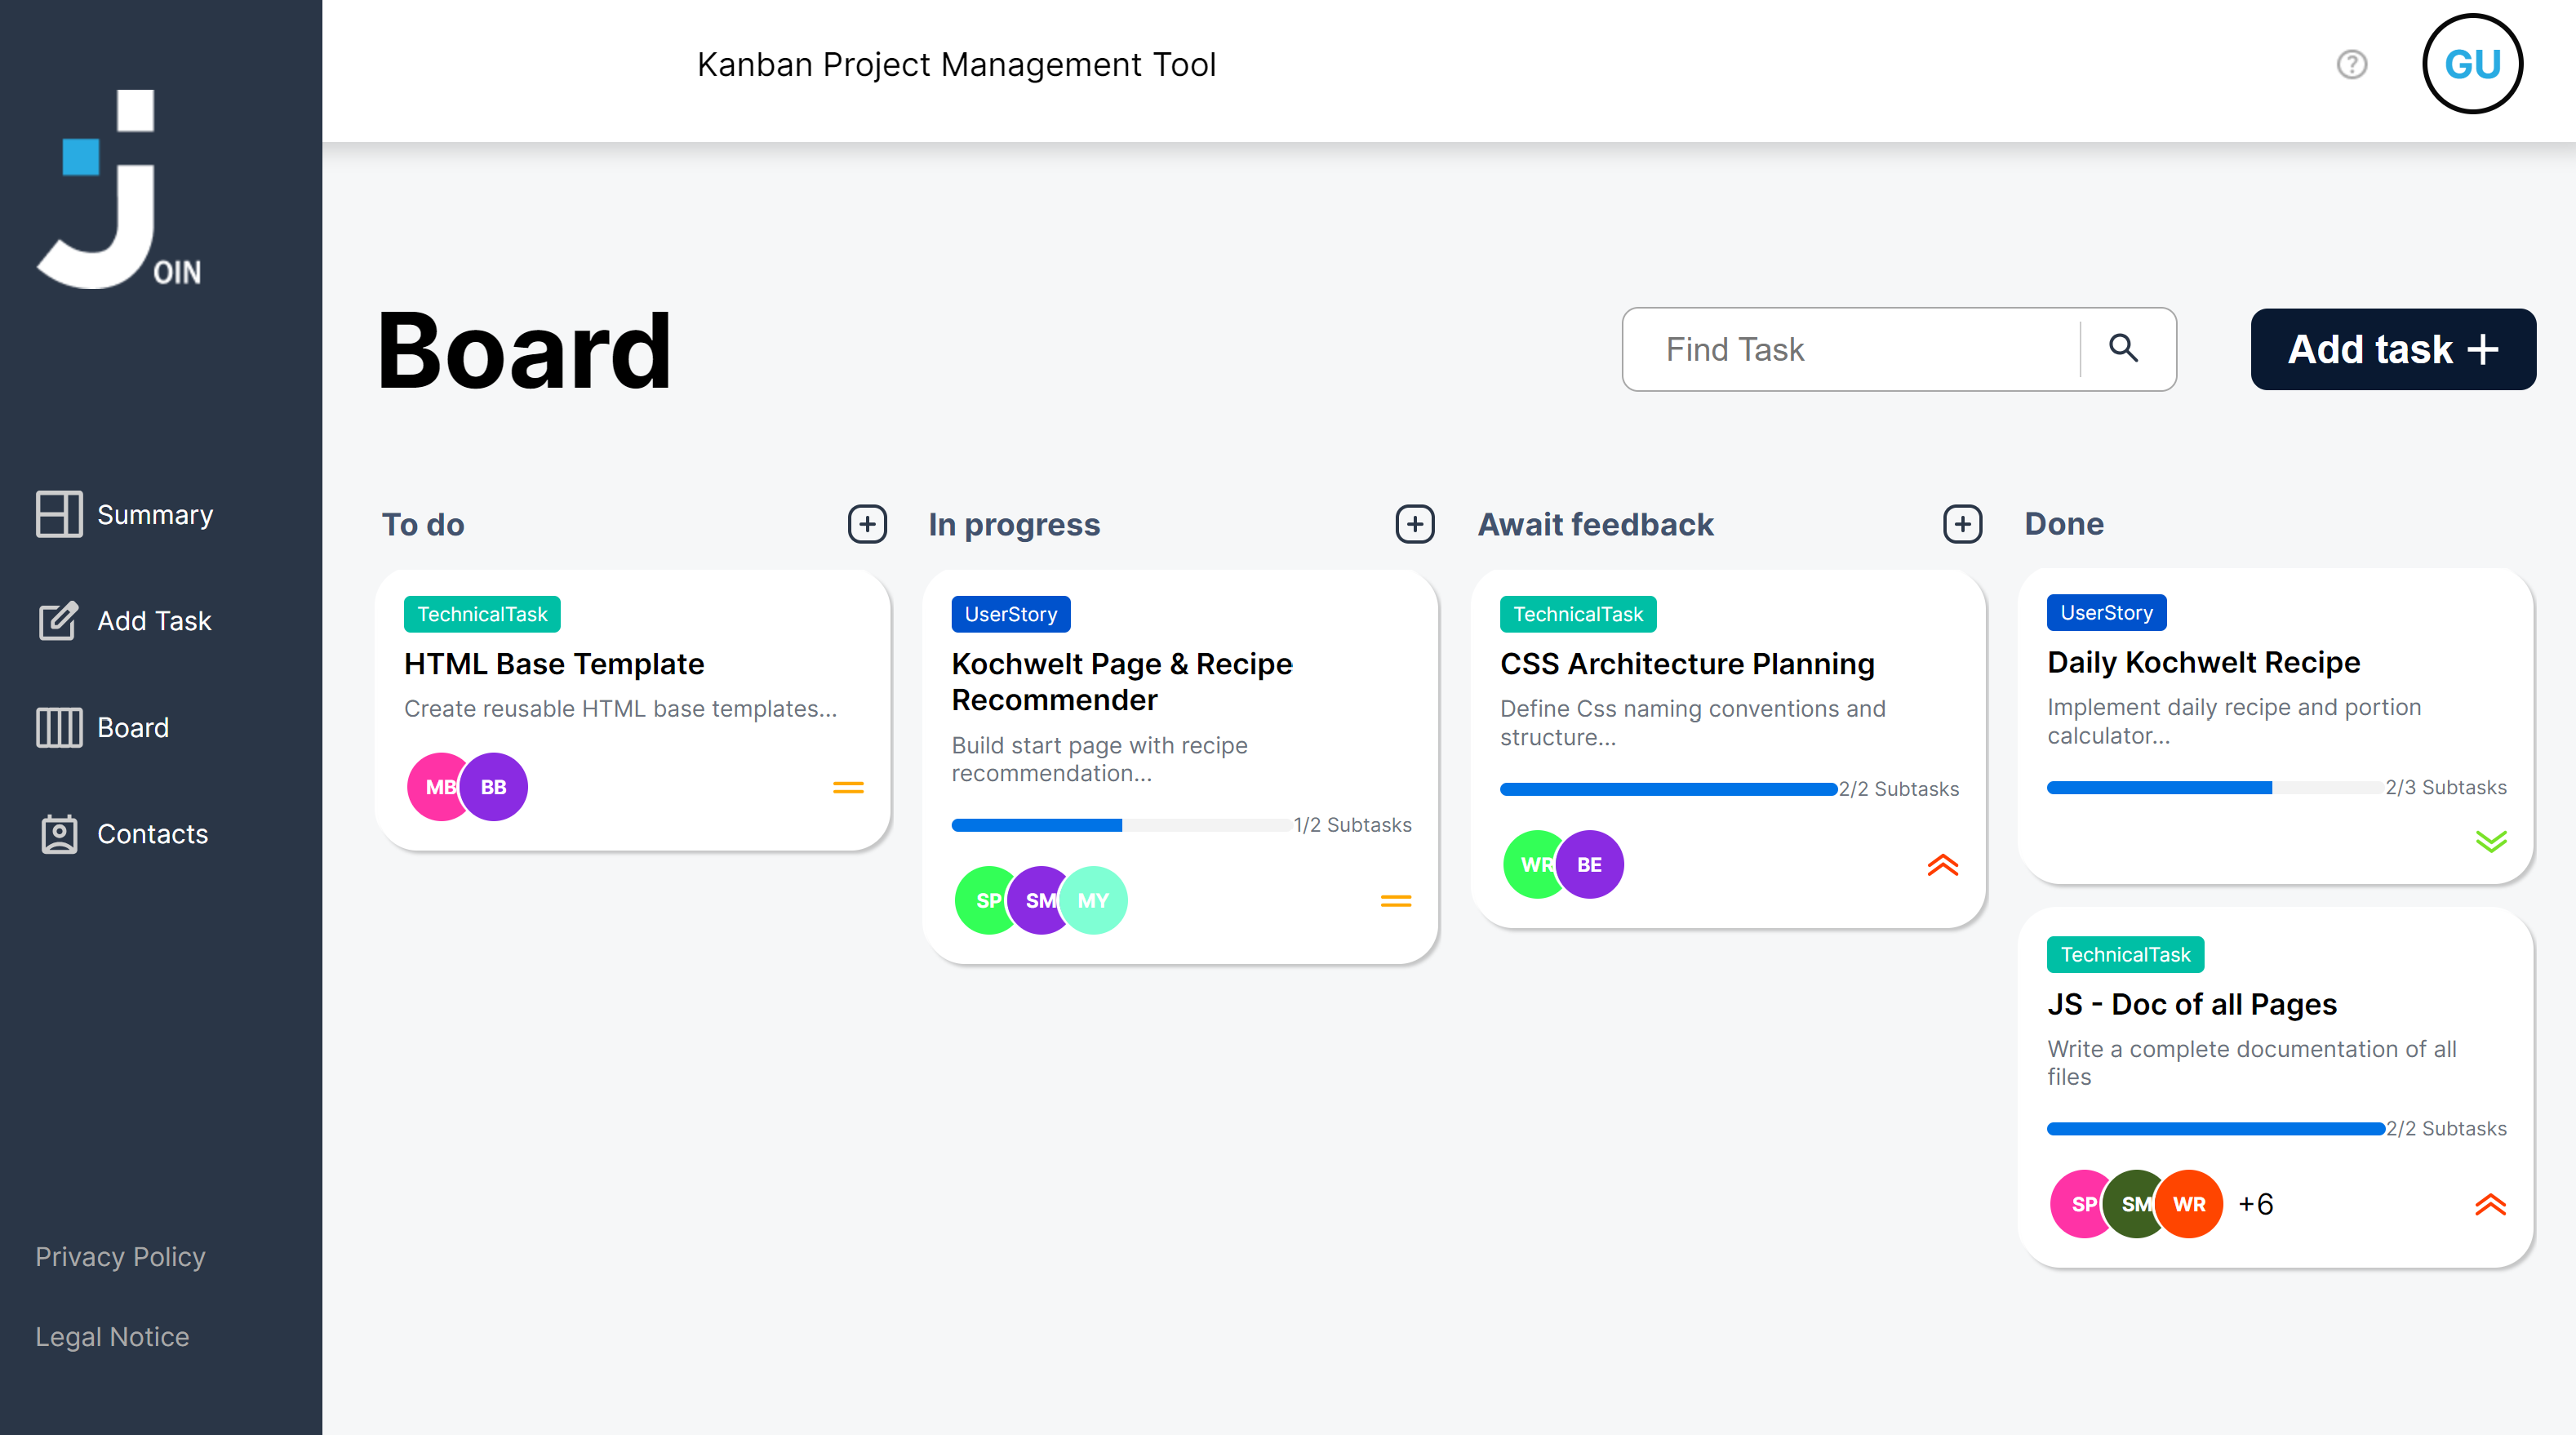 OIN
Summary
Add Task
Board
Contacts
Privacy Policy
Legal Notice
Kanban Project Management Tool
GU
Board
Find Task
Add task
To do
TechnicalTask
HTML Base Template
Create reusable HTML base templates...
MB BB
In progress
UserStory
Kochwelt Page & Recipe
Recommender
Build start page with recipe
recommendation...
1/2 Subtasks
SP SM MY
Await feedback
TechnicalTask
CSS Architecture Planning
Define Css naming conventions and
structure...
2/2 Subtasks
WR BE
Done
UserStory
Daily Kochwelt Recipe
Implement daily recipe and portion
calculator...
2/3 Subtasks
TechnicalTask
JS - Doc of all Pages
Write a complete documentation of all
files
2/2 Subtasks
SP SM WR +6